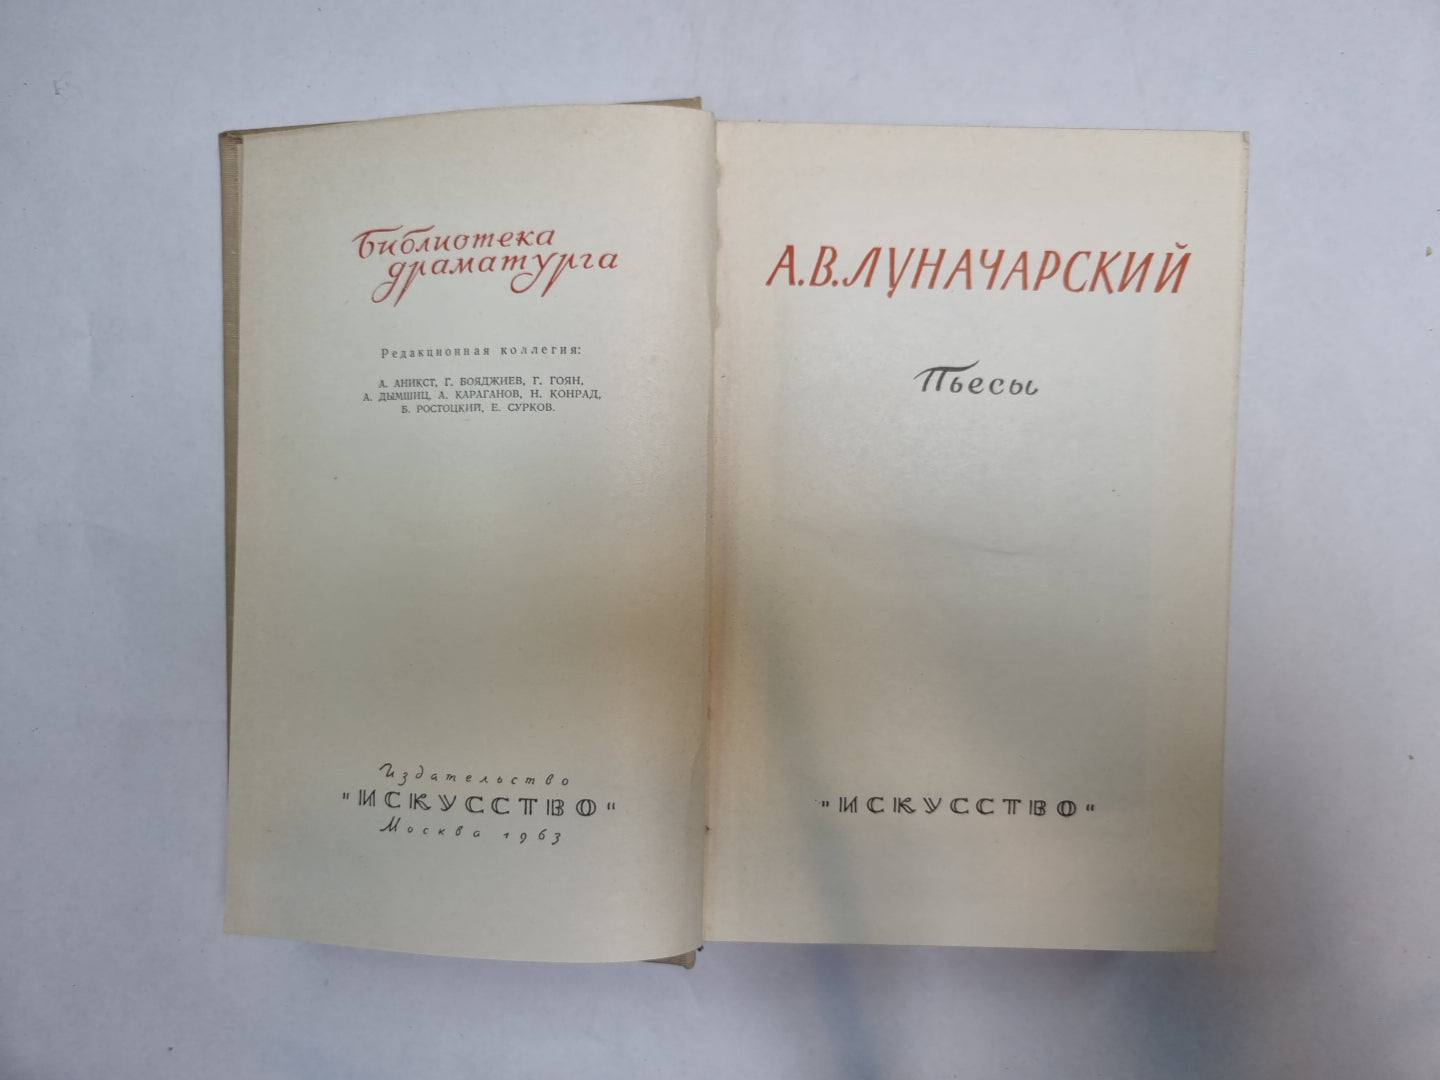 Библиотека
драматурга
Редакционная коллегия:
А. АНИКСТ, Г. БОЯДЖИЕВ, Г. ГОЯН,
А. ДЫМШИЦ, А. КАРАГАНОВ, Н. КОНРАД,
Б. РОСТОЦКИЙ, Е. СУРКОВ.
Издательство
"ИСКУССТВО"
Москва 1963
А.В.ЛУНАЧАРСКИЙ
Пьесы
"ИСКУССТВО"